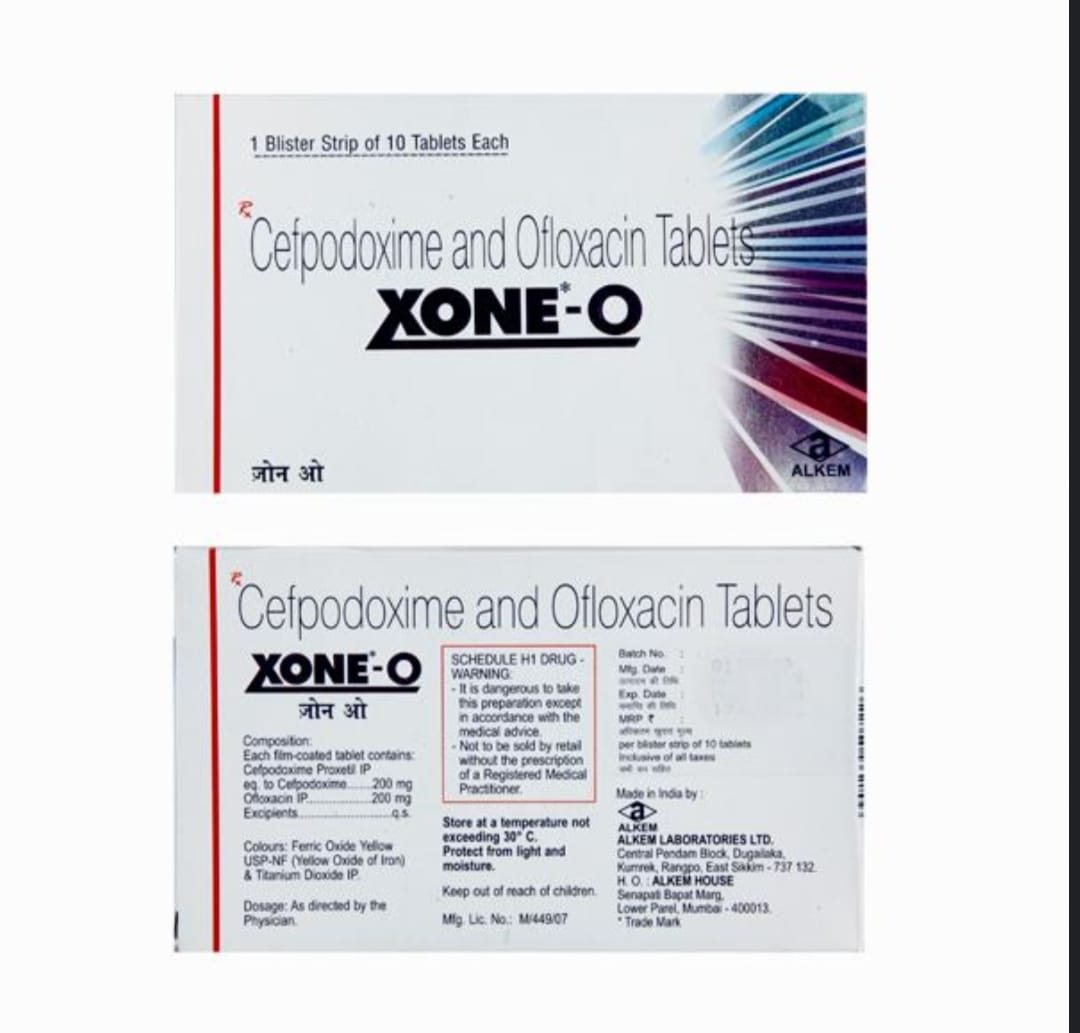 1 Blister Strip of 10 Tablets Each
Rx
Cefpodoxime and Ofloxacin Tablets
XONE*-O
ज़ोन ओ
a
ALKEM
Rx
Cefpodoxime and Ofloxacin Tablets
XONE*-O
ज़ोन ओ
Composition:
Each film-coated tablet contains:
Cefpodoxime Proxetil IP
eq. to Cefpodoxime.......200 mg
Ofloxacin IP....................200 mg
Excipients............................q.s.
Colours: Ferric Oxide Yellow
USP-NF (Yellow Oxide of Iron)
& Titanium Dioxide IP.
Dosage: As directed by the
Physician.
SCHEDULE H1 DRUG -
WARNING:
- It is dangerous to take
this preparation except
in accordance with the
medical advice.
- Not to be sold by retail
without the prescription
of a Registered Medical
Practitioner.
Store at a temperature not
exceeding 30° C.
Protect from light and
moisture.
Keep out of reach of children.
Mfg. Lic. No.: M/449/07
Batch No. :
Mfg. Date :
Exp. Date :
MRP ₹ :
per blister strip of 10 tablets
Inclusive of all taxes
Made in India by :
a
ALKEM
ALKEM LABORATORIES LTD.
Central Pendam Block, Dugailaka,
Kumrek, Rangpo, East Sikkim - 737 132.
H. O. : ALKEM HOUSE
Senapati Bapat Marg,
Lower Parel, Mumbai - 400013.
* Trade Mark